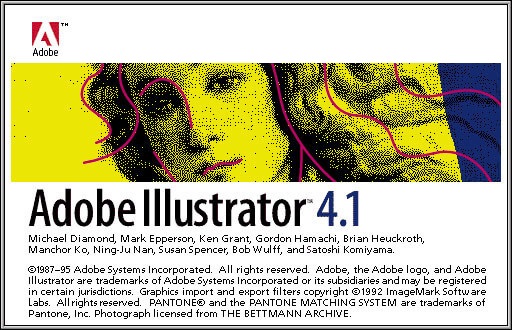 Adobe™
Adobe Illustrator™ 4.1
Michael Diamond, Mark Epperson, Ken Grant, Gordon Hamachi, Brian Heuckroth,
Manchor Ko, Ning-Ju Nan, Susan Spencer, Bob Wulff, and Satoshi Komiyama.
©1987–95 Adobe Systems Incorporated. All rights reserved. Adobe, the Adobe logo, and Adobe
Illustrator are trademarks of Adobe Systems Incorporated or its subsidiaries and may be registered
in certain jurisdictions. Graphics import and export filters copyright ©1992 ImageMark Software
Labs. All rights reserved. PANTONE® and the PANTONE MATCHING SYSTEM are trademarks of
Pantone, Inc. Photograph licensed from THE BETTMANN ARCHIVE.